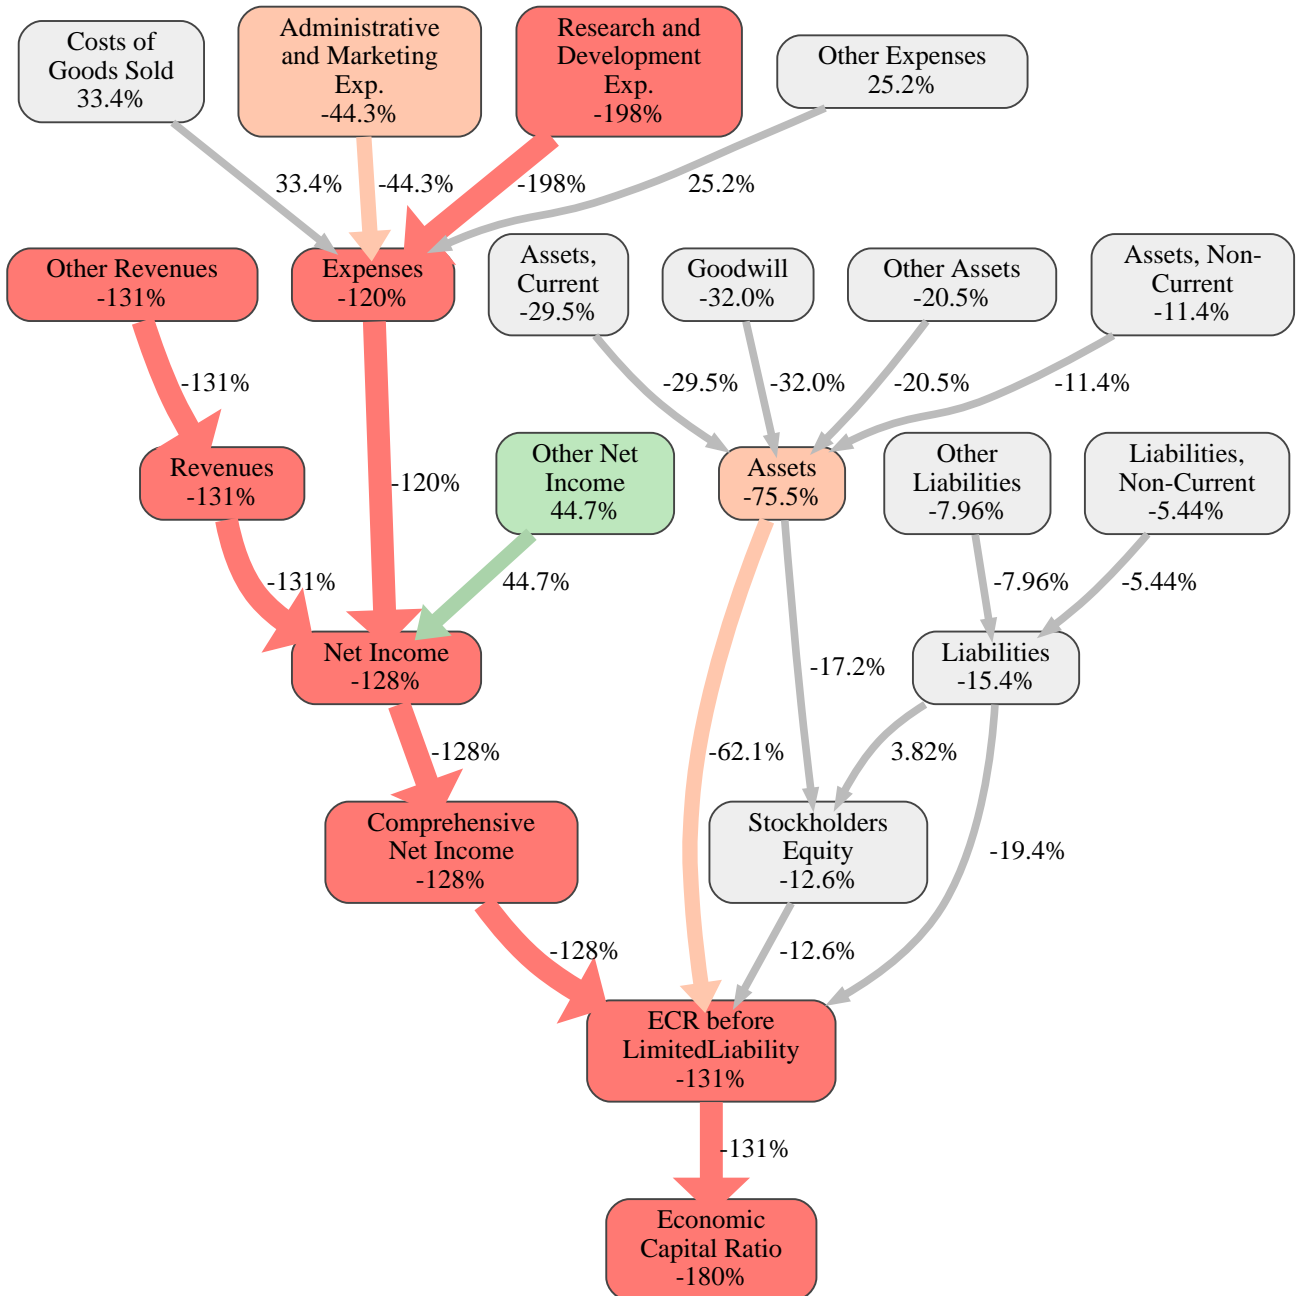 Costs of
Goods Sold
33.4%
Administrative
and Marketing
Exp.
-44.3%
Research and
Development
Exp.
-198%
Other Expenses
25.2%
33.4%
-44.3%
-198%
25.2%
Other Revenues
-131%
Expenses
-120%
Assets,
Current
-29.5%
Goodwill
-32.0%
Other Assets
-20.5%
Assets, Non-
Current
-11.4%
-131%
-29.5%
-32.0%
-20.5%
-11.4%
Revenues
-131%
-120%
Other Net
Income
44.7%
Assets
-75.5%
Other
Liabilities
-7.96%
Liabilities,
Non-Current
-5.44%
-131%
44.7%
-7.96%
-5.44%
Net Income
-128%
-17.2%
Liabilities
-15.4%
-128%
-62.1%
3.82%
Comprehensive
Net Income
-128%
Stockholders
Equity
-12.6%
-19.4%
-128%
-12.6%
ECR before
LimitedLiability
-131%
-131%
Economic
Capital Ratio
-180%